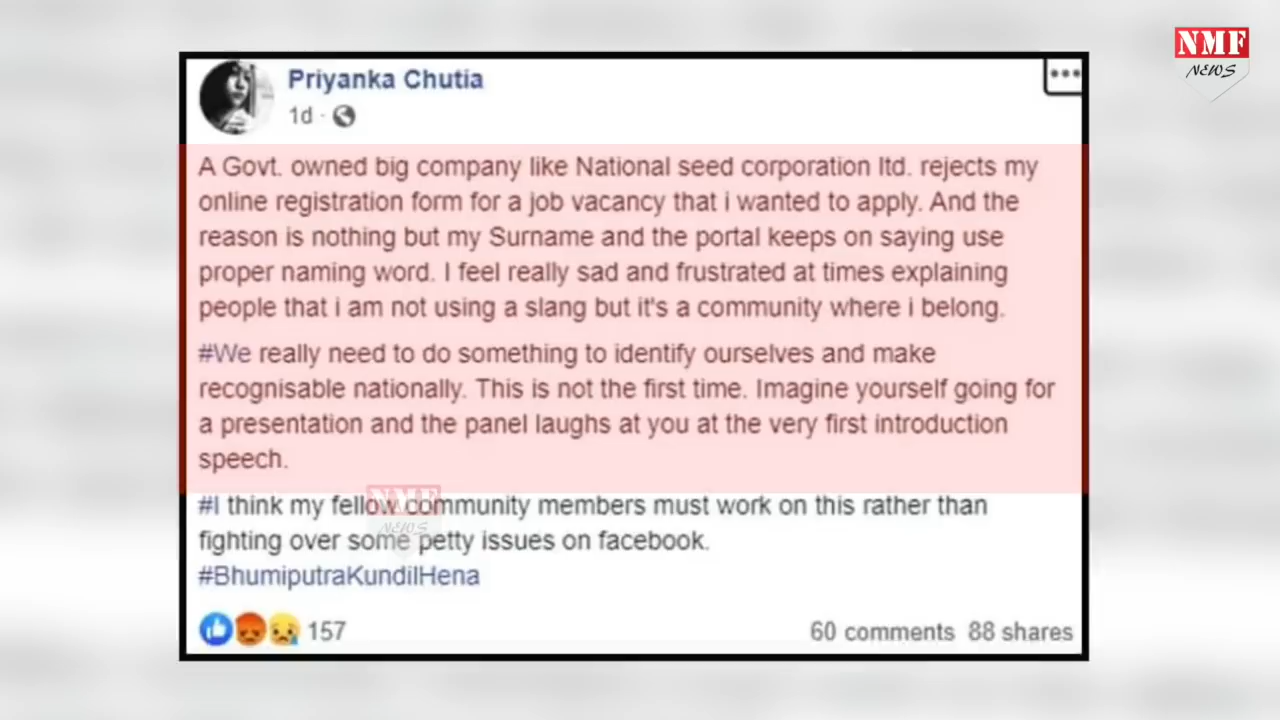 NMF
NEWS
Priyanka Chutia
1d ·
A Govt. owned big company like National seed corporation ltd. rejects my
online registration form for a job vacancy that i wanted to apply. And the
reason is nothing but my Surname and the portal keeps on saying use
proper naming word. I feel really sad and frustrated at times explaining
people that i am not using a slang but it's a community where i belong.
#We really need to do something to identify ourselves and make
recognisable nationally. This is not the first time. Imagine yourself going for
a presentation and the panel laughs at you at the very first introduction
speech.
#I think my fellow community members must work on this rather than
fighting over some petty issues on facebook.
#BhumiputraKundilHena
157
60 comments 88 shares
NMF
NEWS